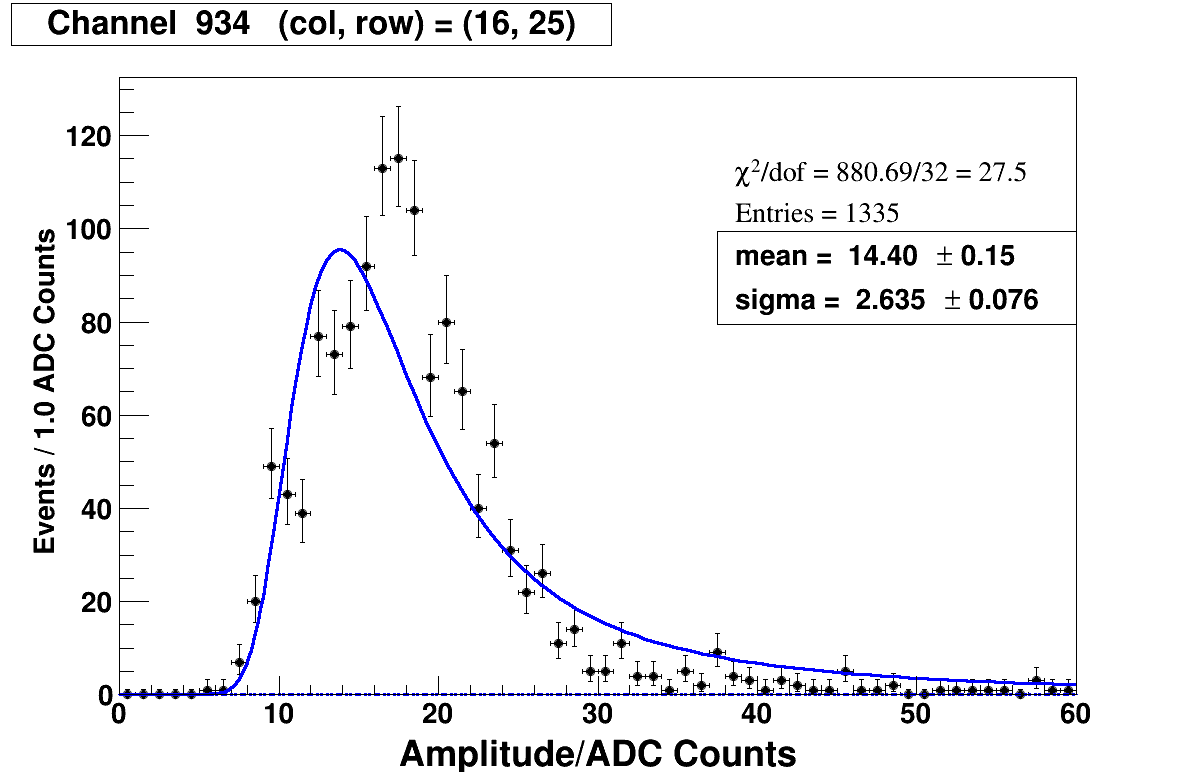 Channel 934 (col, row) = (16, 25)
χ²/dof = 880.69/32 = 27.5
Entries = 1335
mean = 14.40 ± 0.15
sigma = 2.635 ± 0.076
Events / 1.0 ADC Counts
120
100
80
60
40
20
0
0 10 20 30 40 50 60
Amplitude/ADC Counts